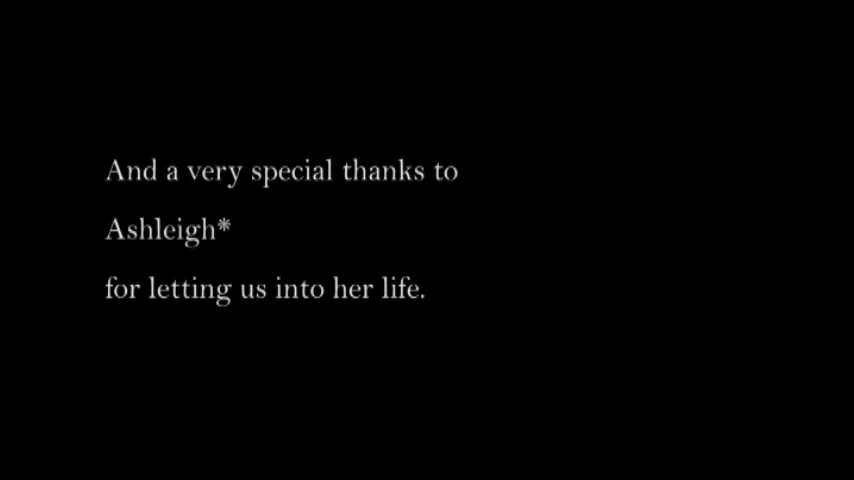 And a very special thanks to
Ashleigh*
for letting us into her life.